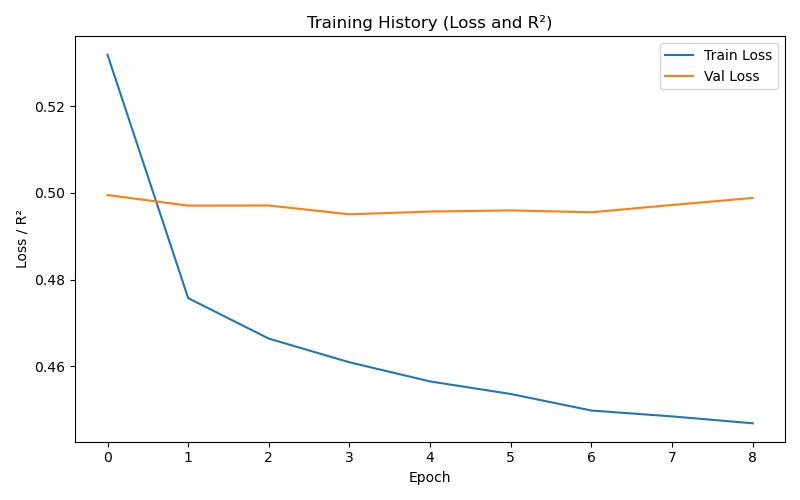 Training History (Loss and R²)
Train Loss
Val Loss
Loss / R²
0.52
0.50
0.48
0.46
0 1 2 3 4 5 6 7 8
Epoch